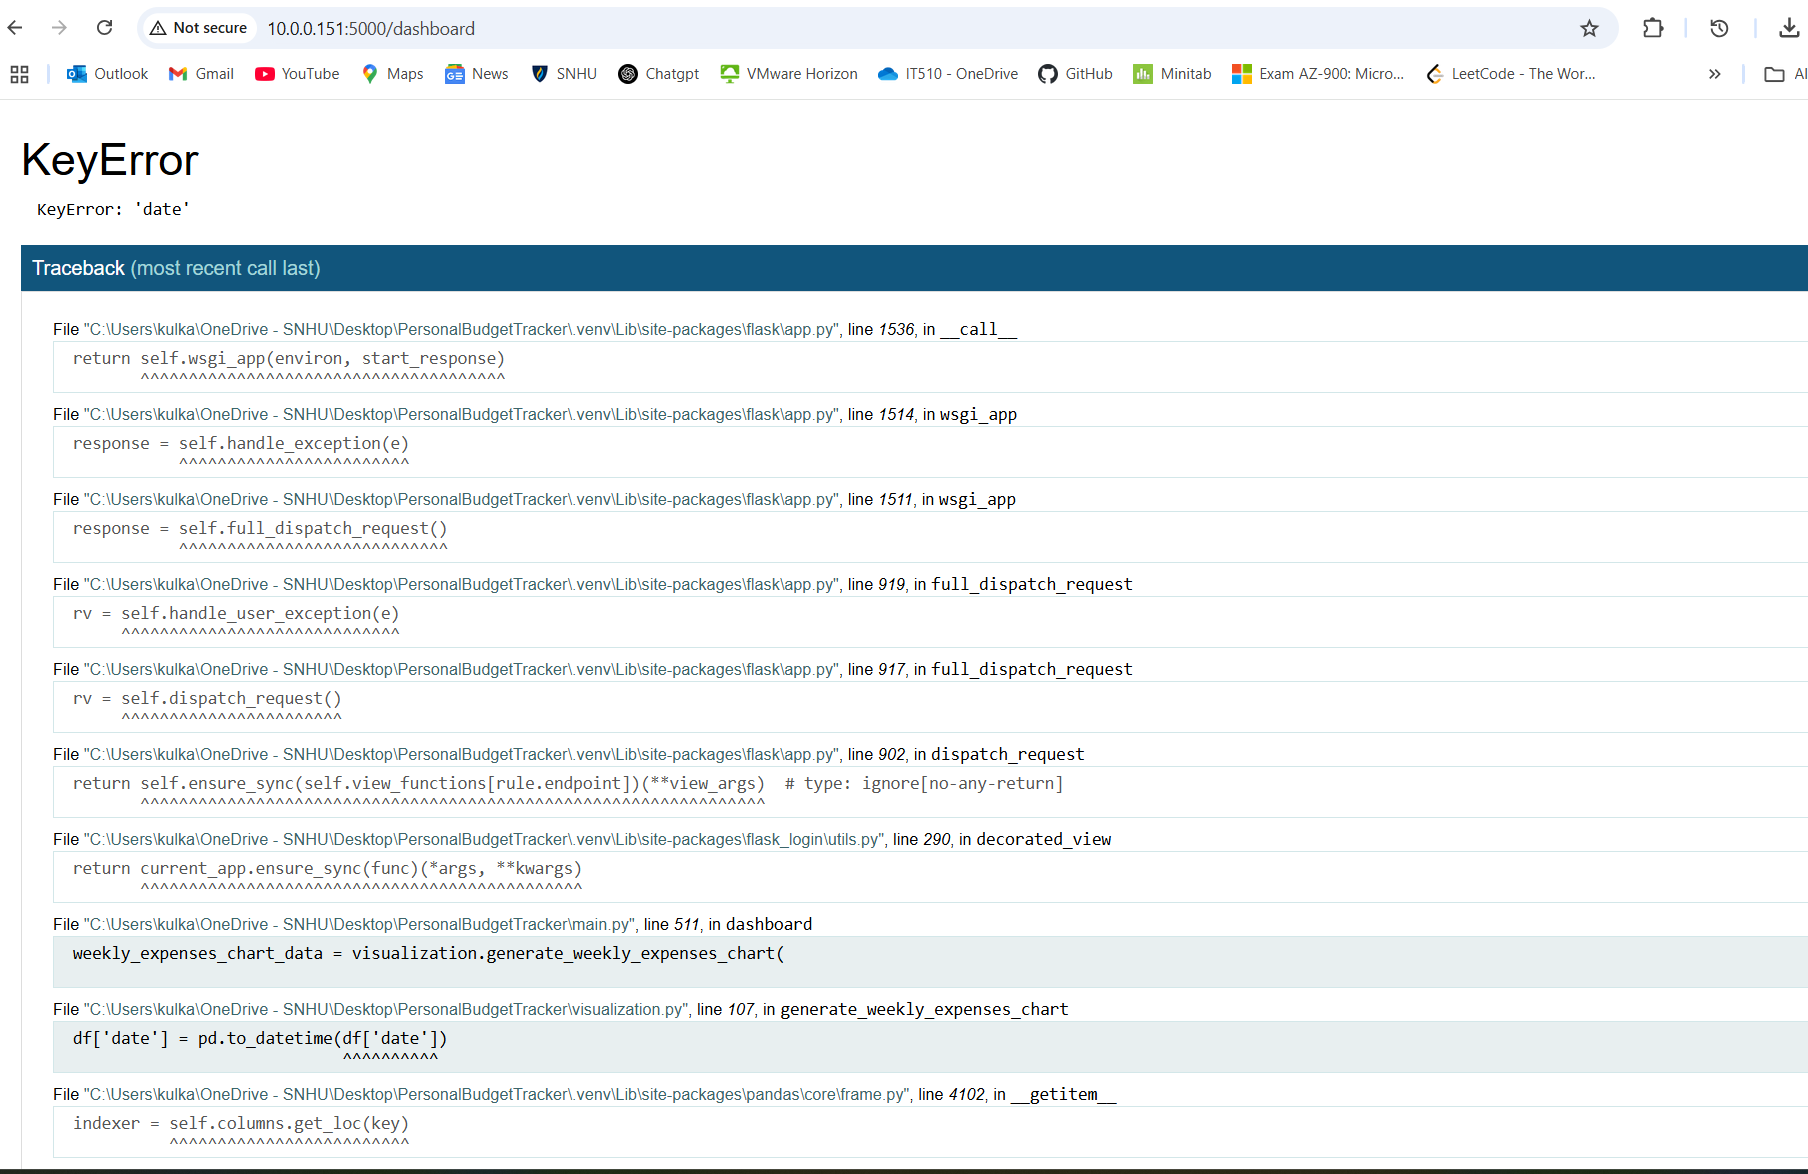 Not secure 10.0.0.151:5000/dashboard
Outlook Gmail YouTube Maps News SNHU Chatgpt VMware Horizon IT510 - OneDrive GitHub Minitab Exam AZ-900: Micro... LeetCode - The Wor... » Al
KeyError
KeyError: 'date'
Traceback (most recent call last)
File "C:\Users\kulka\OneDrive - SNHU\Desktop\PersonalBudgetTracker\.venv\Lib\site-packages\flask\app.py", line 1536, in __call__
return self.wsgi_app(environ, start_response)
^^^^^^^^^^^^^^^^^^^^^^^^^^^^^^^^^^^^^^
File "C:\Users\kulka\OneDrive - SNHU\Desktop\PersonalBudgetTracker\.venv\Lib\site-packages\flask\app.py", line 1514, in wsgi_app
response = self.handle_exception(e)
^^^^^^^^^^^^^^^^^^^^^^^^
File "C:\Users\kulka\OneDrive - SNHU\Desktop\PersonalBudgetTracker\.venv\Lib\site-packages\flask\app.py", line 1511, in wsgi_app
response = self.full_dispatch_request()
^^^^^^^^^^^^^^^^^^^^^^^^^^^^
File "C:\Users\kulka\OneDrive - SNHU\Desktop\PersonalBudgetTracker\.venv\Lib\site-packages\flask\app.py", line 919, in full_dispatch_request
rv = self.handle_user_exception(e)
^^^^^^^^^^^^^^^^^^^^^^^^^^^^^
File "C:\Users\kulka\OneDrive - SNHU\Desktop\PersonalBudgetTracker\.venv\Lib\site-packages\flask\app.py", line 917, in full_dispatch_request
rv = self.dispatch_request()
^^^^^^^^^^^^^^^^^^^^^^^
File "C:\Users\kulka\OneDrive - SNHU\Desktop\PersonalBudgetTracker\.venv\Lib\site-packages\flask\app.py", line 902, in dispatch_request
return self.ensure_sync(self.view_functions[rule.endpoint])(**view_args)  # type: ignore[no-any-return]
^^^^^^^^^^^^^^^^^^^^^^^^^^^^^^^^^^^^^^^^^^^^^^^^^^^^^^^^^^^^^^^^^
File "C:\Users\kulka\OneDrive - SNHU\Desktop\PersonalBudgetTracker\.venv\Lib\site-packages\flask_login\utils.py", line 290, in decorated_view
return current_app.ensure_sync(func)(*args, **kwargs)
^^^^^^^^^^^^^^^^^^^^^^^^^^^^^^^^^^^^^^^^^^^^^^
File "C:\Users\kulka\OneDrive - SNHU\Desktop\PersonalBudgetTracker\main.py", line 511, in dashboard
weekly_expenses_chart_data = visualization.generate_weekly_expenses_chart(
File "C:\Users\kulka\OneDrive - SNHU\Desktop\PersonalBudgetTracker\visualization.py", line 107, in generate_weekly_expenses_chart
df['date'] = pd.to_datetime(df['date'])
^^^^^^^^^^
File "C:\Users\kulka\OneDrive - SNHU\Desktop\PersonalBudgetTracker\.venv\Lib\site-packages\pandas\core\frame.py", line 4102, in __getitem__
indexer = self.columns.get_loc(key)
^^^^^^^^^^^^^^^^^^^^^^^^^